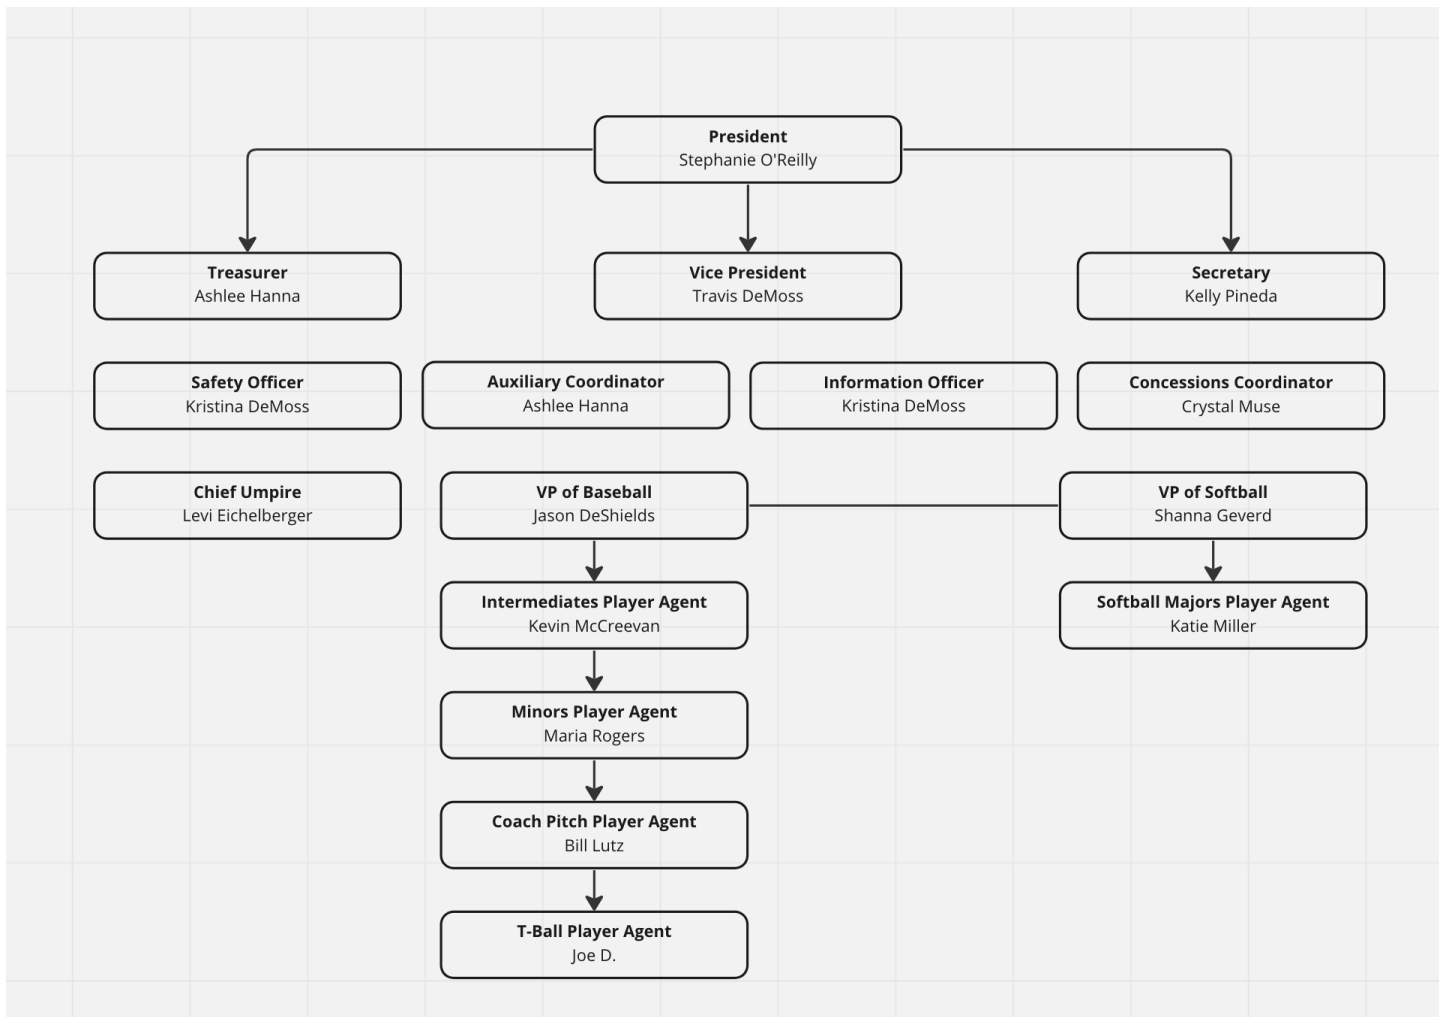 President
Stephanie O'Reilly
Treasurer
Ashlee Hanna
Vice President
Travis DeMoss
Secretary
Kelly Pineda
Safety Officer
Kristina DeMoss
Auxiliary Coordinator
Ashlee Hanna
Information Officer
Kristina DeMoss
Concessions Coordinator
Crystal Muse
Chief Umpire
Levi Eichelberger
VP of Baseball
Jason DeShields
VP of Softball
Shanna Geverd
Intermediates Player Agent
Kevin McCreevan
Softball Majors Player Agent
Katie Miller
Minors Player Agent
Maria Rogers
Coach Pitch Player Agent
Bill Lutz
T-Ball Player Agent
Joe D.